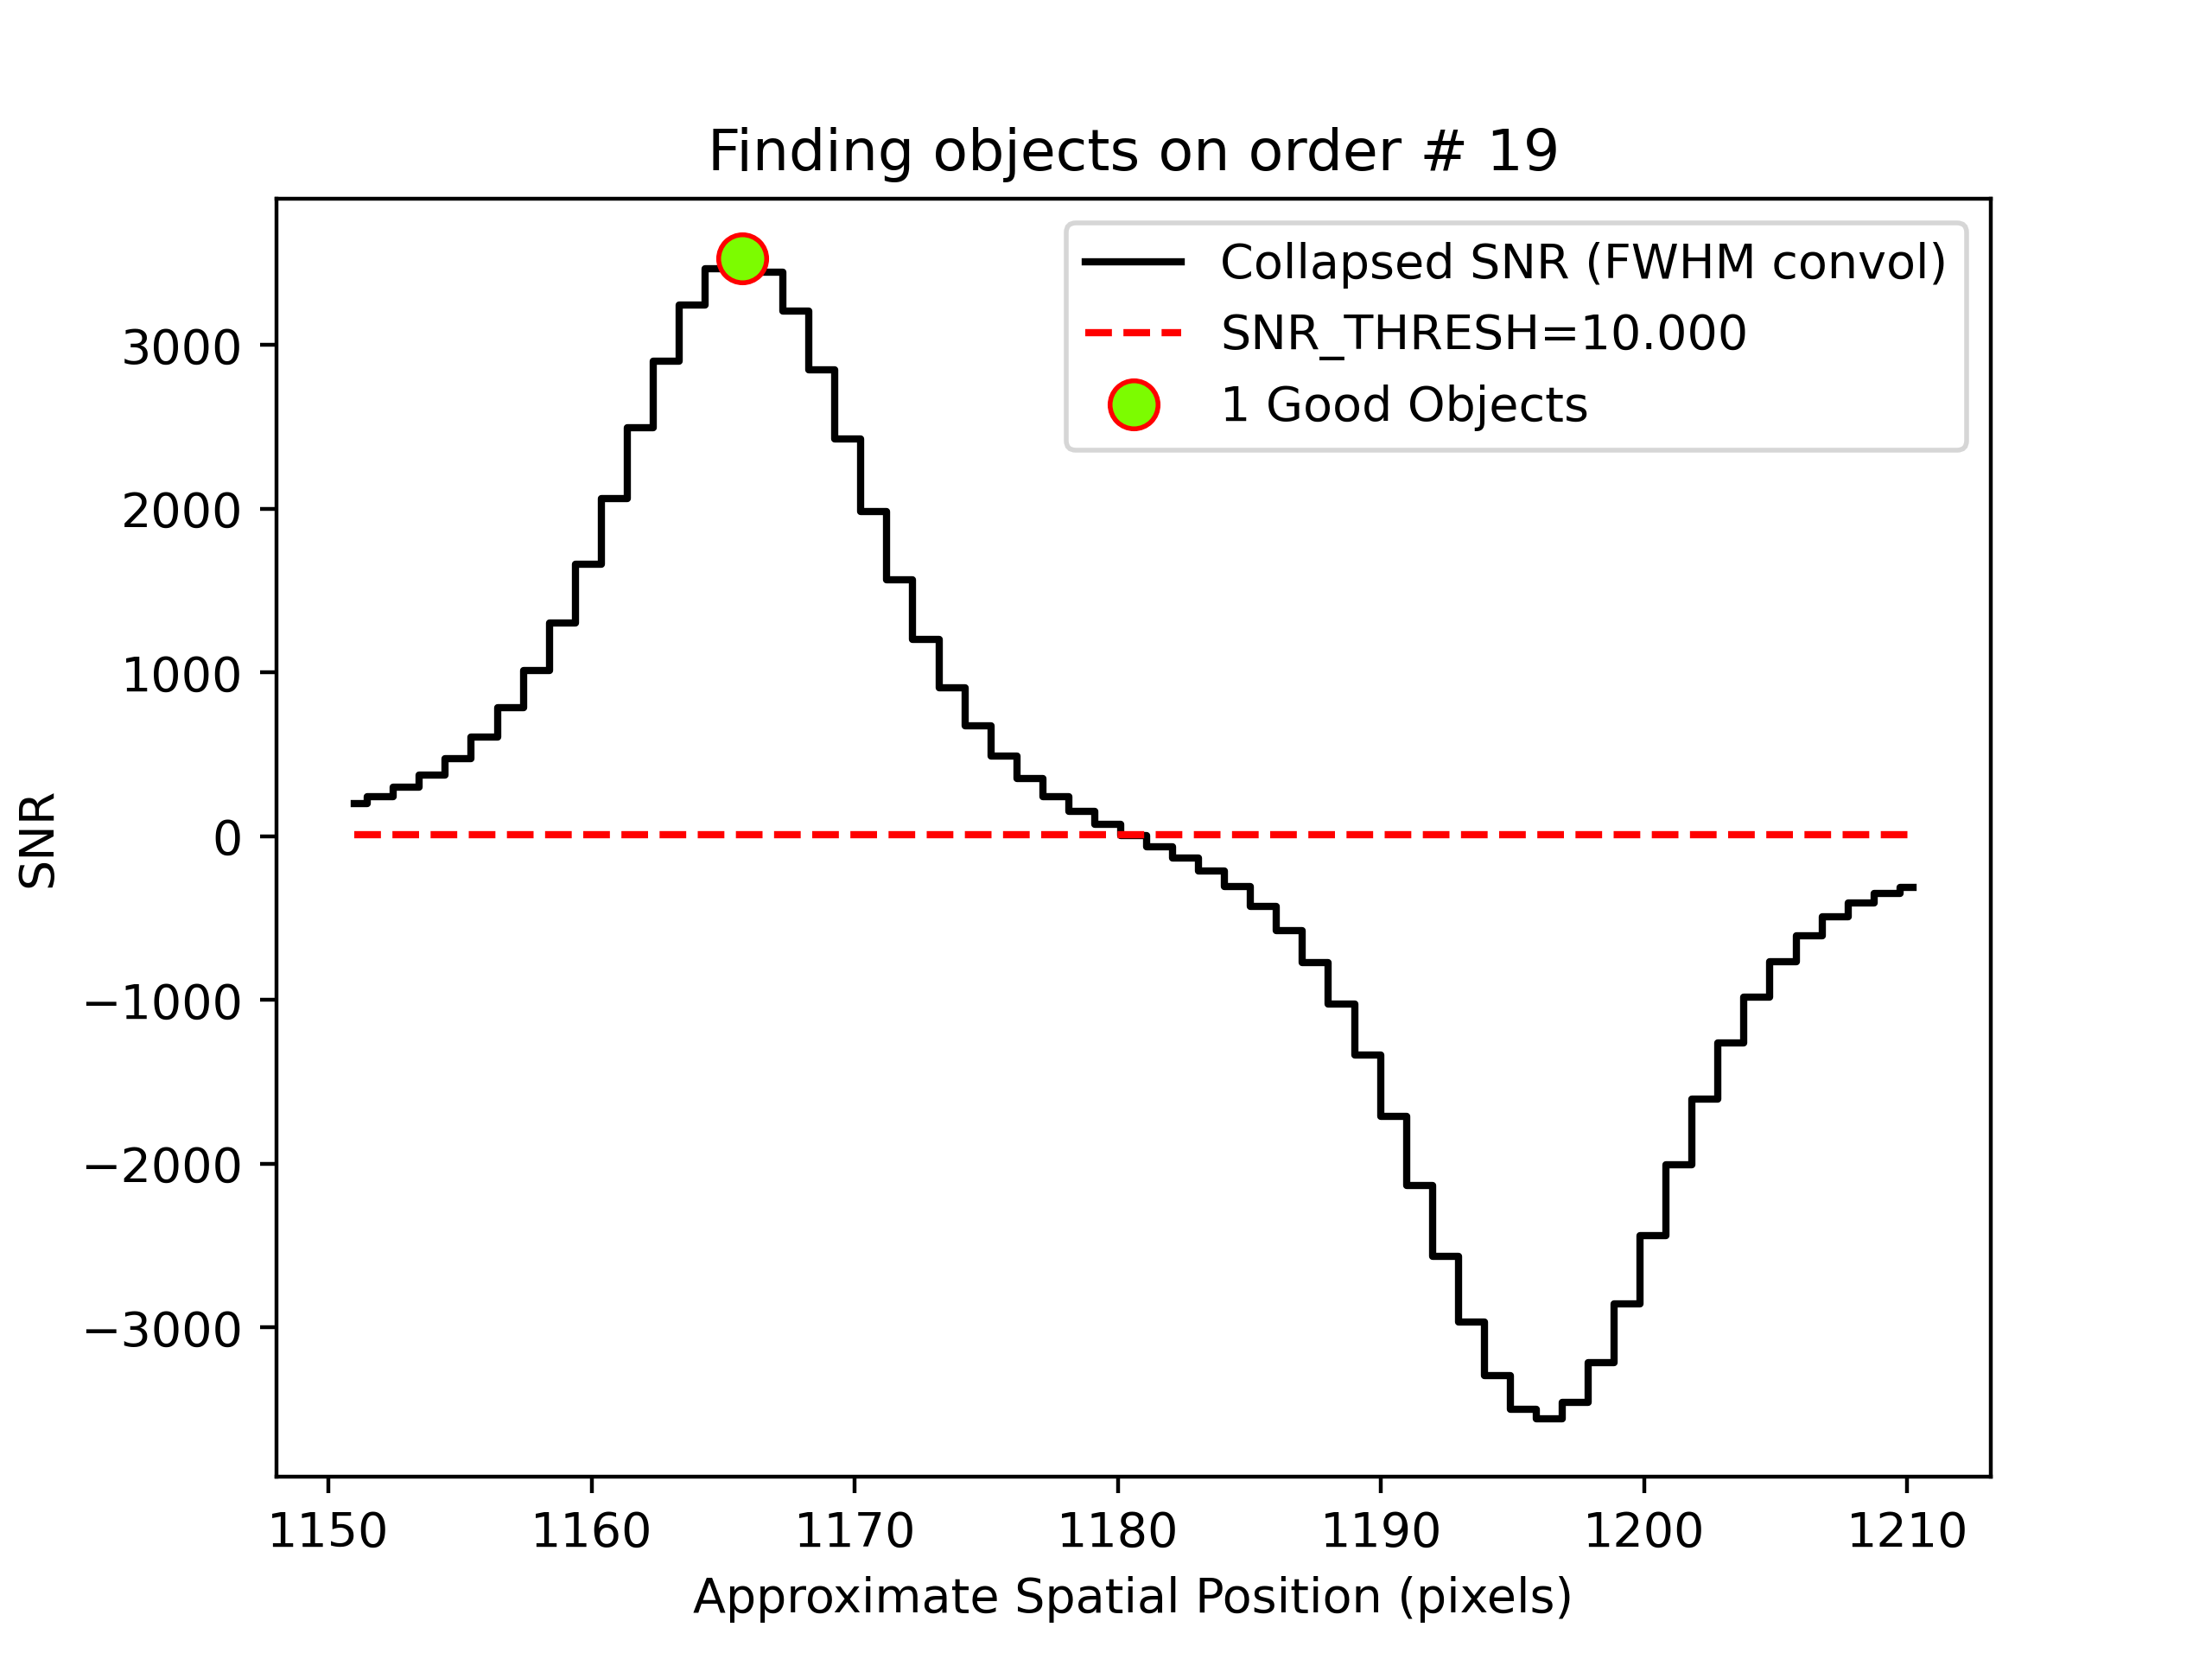 Finding objects on order # 19
Collapsed SNR (FWHM convol)
SNR_THRESH=10.000
1 Good Objects
SNR
3000
2000
1000
0
−1000
−2000
−3000
1150 1160 1170 1180 1190 1200 1210
Approximate Spatial Position (pixels)